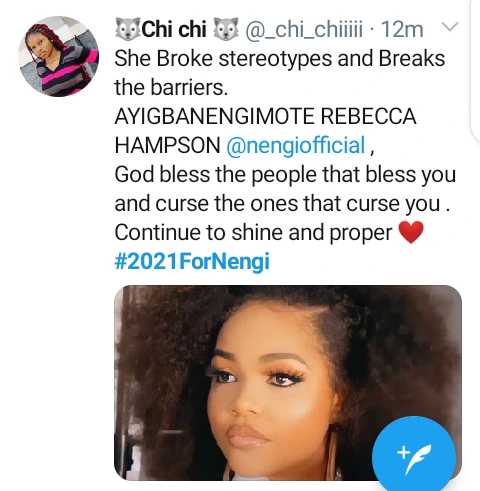 🐺Chi chi 🐺 @_chi_chiiiii · 12m
She Broke stereotypes and Breaks
the barriers.
AYIGBANENGIMOTE REBECCA
HAMPSON @nengiofficial ,
God bless the people that bless you
and curse the ones that curse you .
Continue to shine and proper ❤️
#2021ForNengi